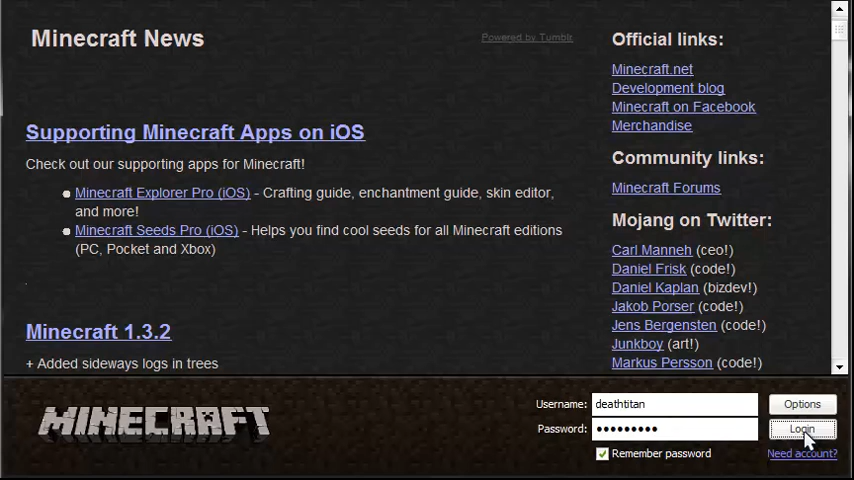 Minecraft News
Powered by Tumblr
Supporting Minecraft Apps on iOS
Check out our supporting apps for Minecraft!
Minecraft Explorer Pro (iOS) - Crafting guide, enchantment guide, skin editor,
and more!
Minecraft Seeds Pro (iOS) - Helps you find cool seeds for all Minecraft editions
(PC, Pocket and Xbox)
Minecraft 1.3.2
+ Added sideways logs in trees
Official links:
Minecraft.net
Development blog
Minecraft on Facebook
Merchandise
Community links:
Minecraft Forums
Mojang on Twitter:
Carl Manneh (ceo!)
Daniel Frisk (code!)
Daniel Kaplan (bizdev!)
Jakob Porser (code!)
Jens Bergensten (code!)
Junkboy (art!)
Markus Persson (code!)
MINECRAFT
Username: deathtitan
Options
Password: •••••••••
Login
Remember password
Need account?